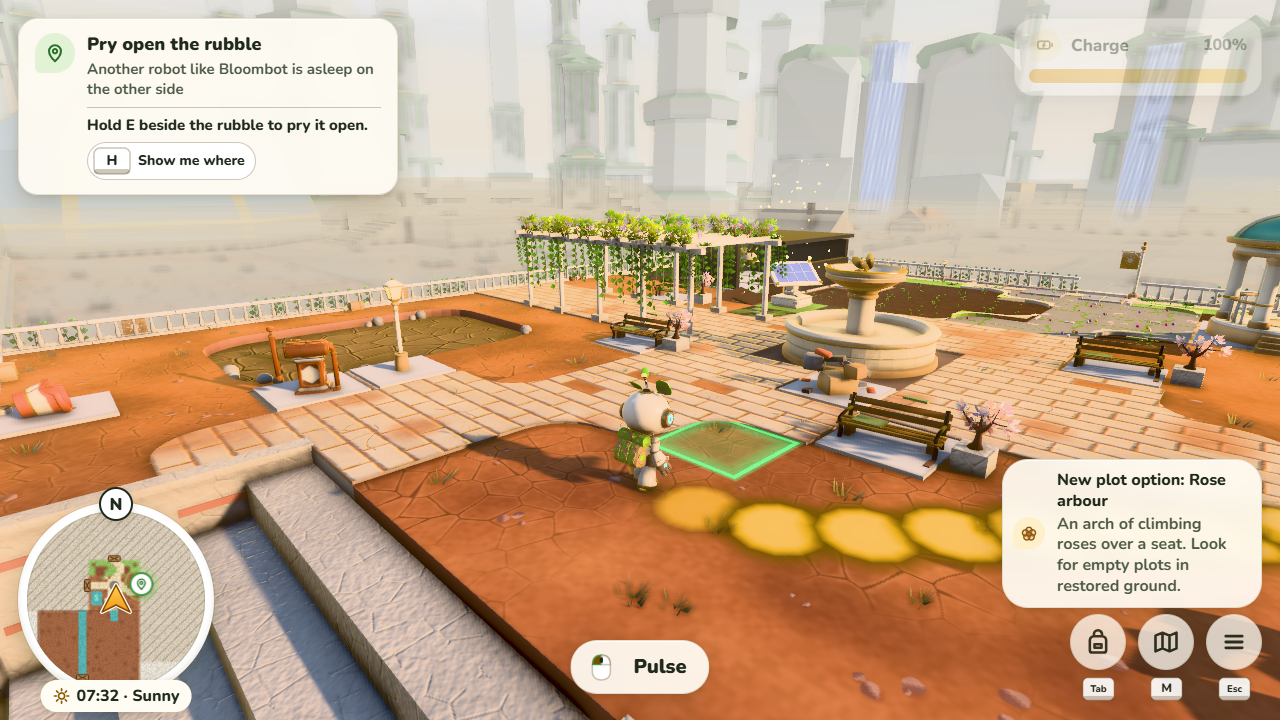 Pry open the rubble
Another robot like Bloombot is asleep on
the other side
Hold E beside the rubble to pry it open.
H Show me where
Charge 100%
New plot option: Rose
arbour
An arch of climbing
roses over a seat. Look
for empty plots in
restored ground.
N
07:32 · Sunny
Pulse
Tab M Esc